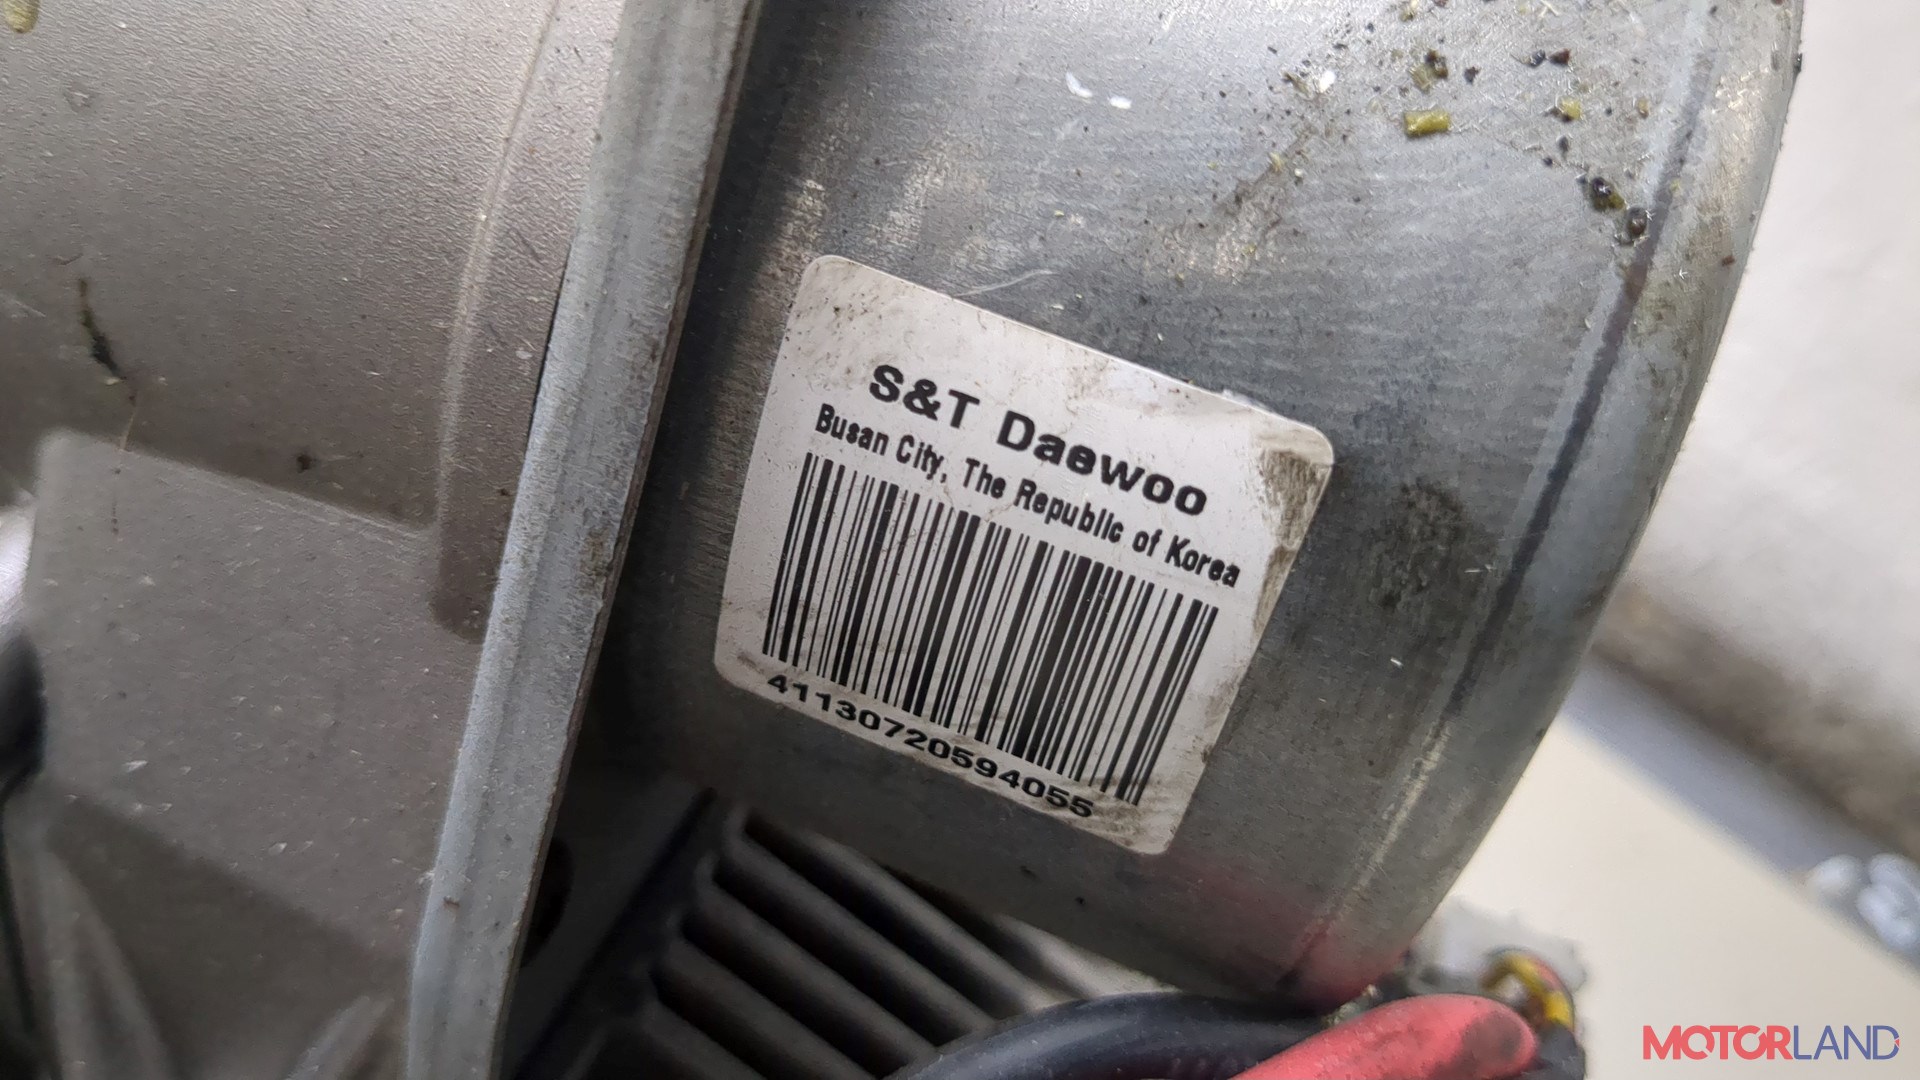 S&T Daewoo
Busan City, The Republic of Korea
41130720594055
MOTORLAND